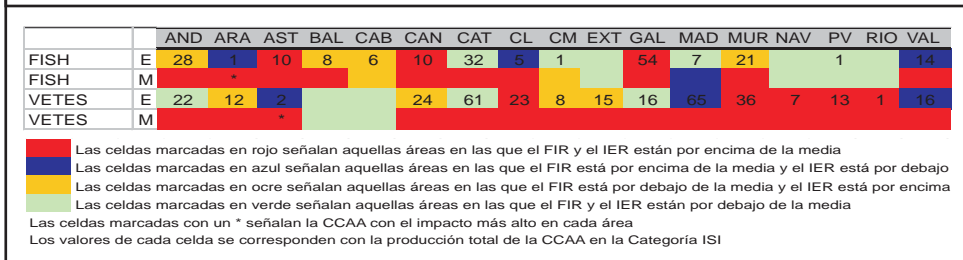 AND ARA AST BAL CAB CAN CAT CL CM EXT GAL MAD MUR NAV PV RIO VAL
FISH E 28 1 10 8 6 10 32 5 1 54 7 21 1 14
FISH M *
VETES E 22 12 2 24 61 23 8 15 16 65 36 7 13 1 16
VETES M *
Las celdas marcadas en rojo señalan aquellas áreas en las que el FIR y el IER están por encima de la media
Las celdas marcadas en azul señalan aquellas áreas en las que el FIR está por encima de la media y el IER están por debajo
Las celdas marcadas en ocre señalan aquellas áreas en las que el FIR está por debajo de la media y el IER están por encima
Las celdas marcadas en verde señalan aquellas áreas en las que el FIR y el IER están por debajo de la media
Las celdas marcadas con un * señalan la CCAA con el impacto más alto en cada área
Los valores de cada celda se corresponden con la producción total de la CCAA en la Categoría ISI